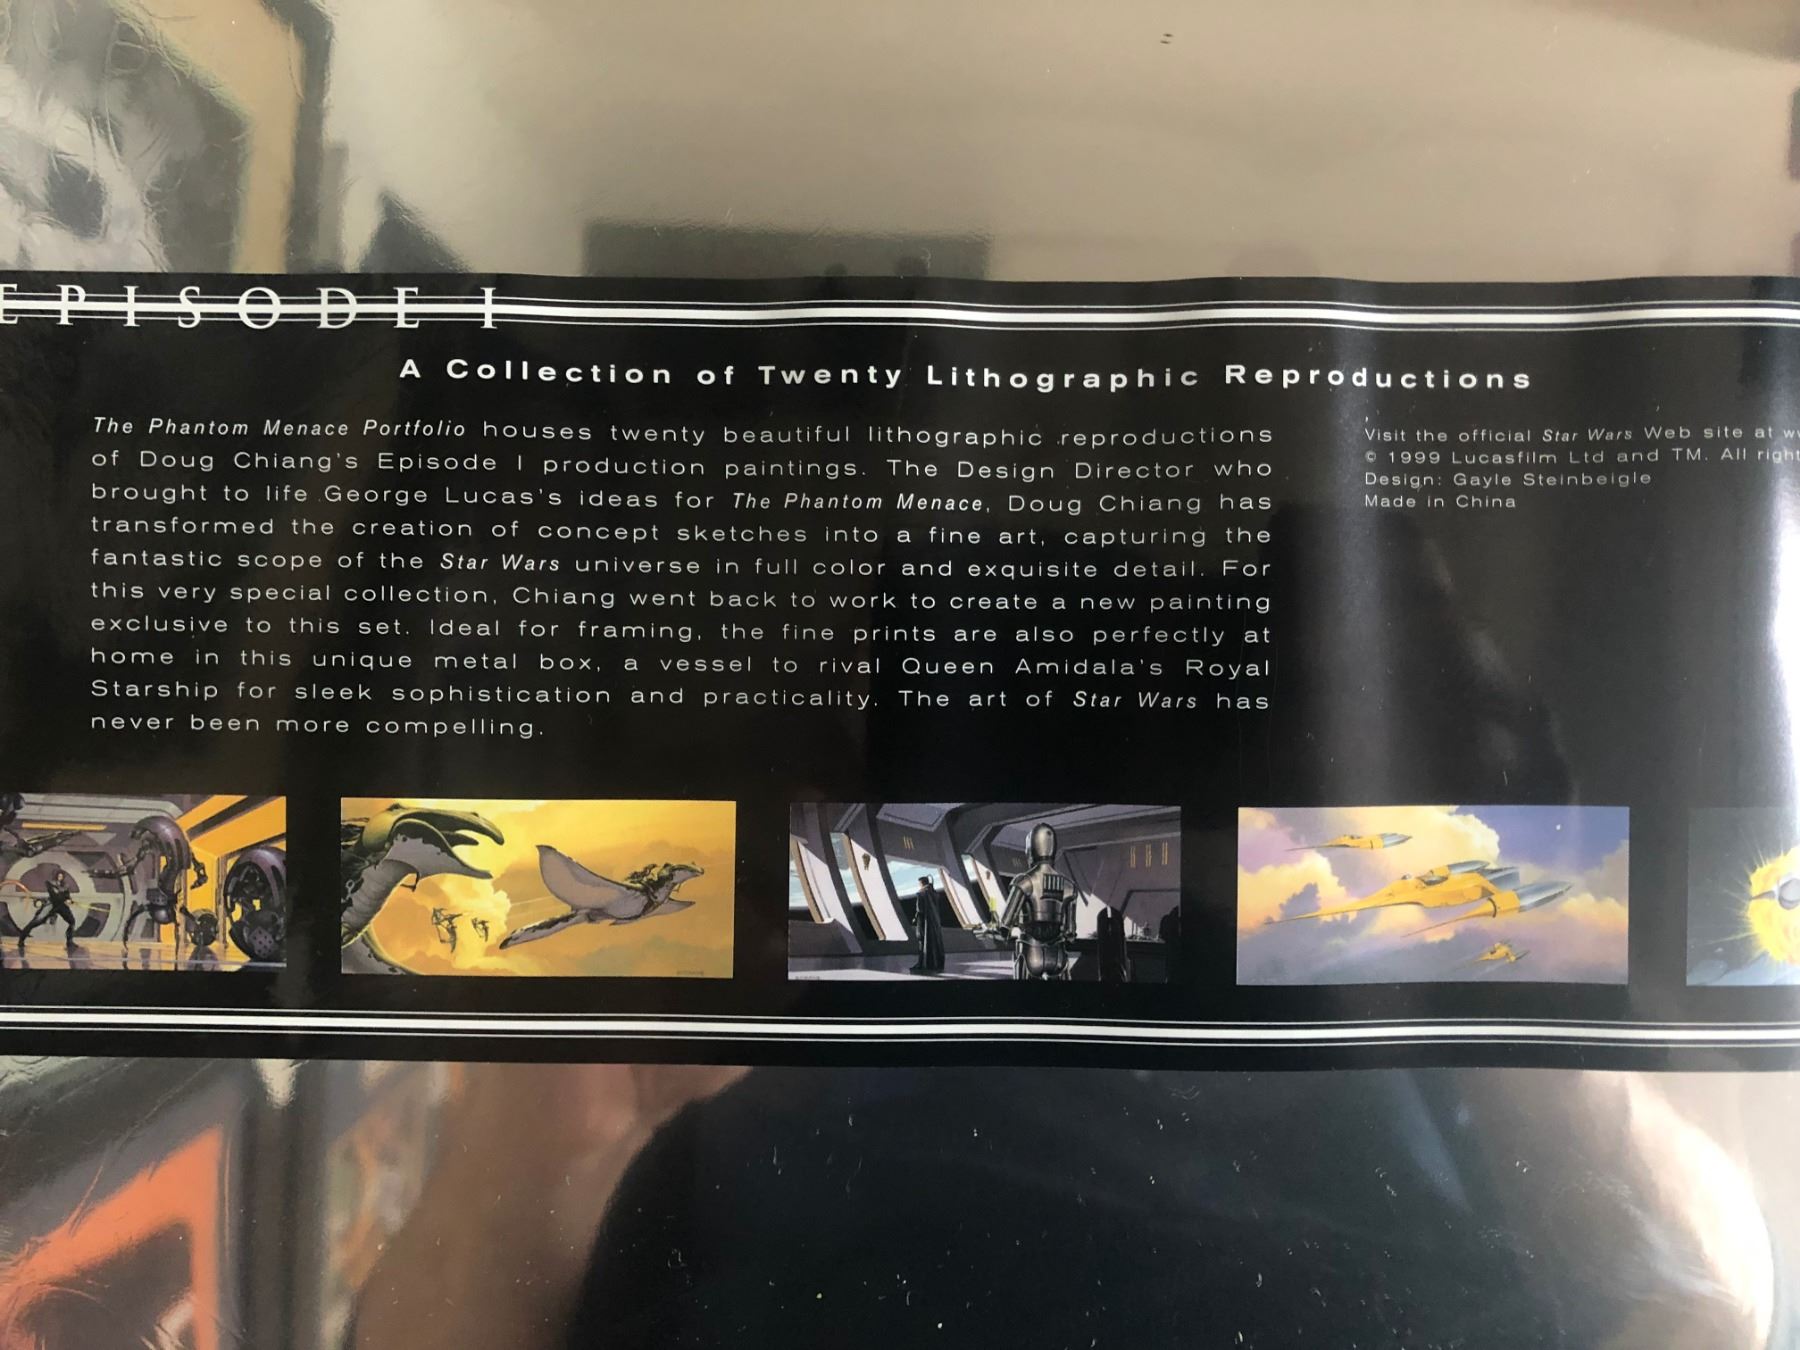 EPISODE I
A Collection of Twenty Lithographic Reproductions
The Phantom Menace Portfolio houses twenty beautiful lithographic reproductions
of Doug Chiang's Episode I production paintings. The Design Director who
brought to life George Lucas's ideas for The Phantom Menace, Doug Chiang has
transformed the creation of concept sketches into a fine art, capturing the
fantastic scope of the Star Wars universe in full color and exquisite detail. For
this very special collection, Chiang went back to work to create a new painting
exclusive to this set. Ideal for framing, the fine prints are also perfectly at
home in this unique metal box, a vessel to rival Queen Amidala's Royal
Starship for sleek sophistication and practicality. The art of Star Wars has
never been more compelling.
Visit the official Star Wars Web site at
© 1999 Lucasfilm Ltd and TM. All right
Design: Gayle Steinbeigle
Made in China